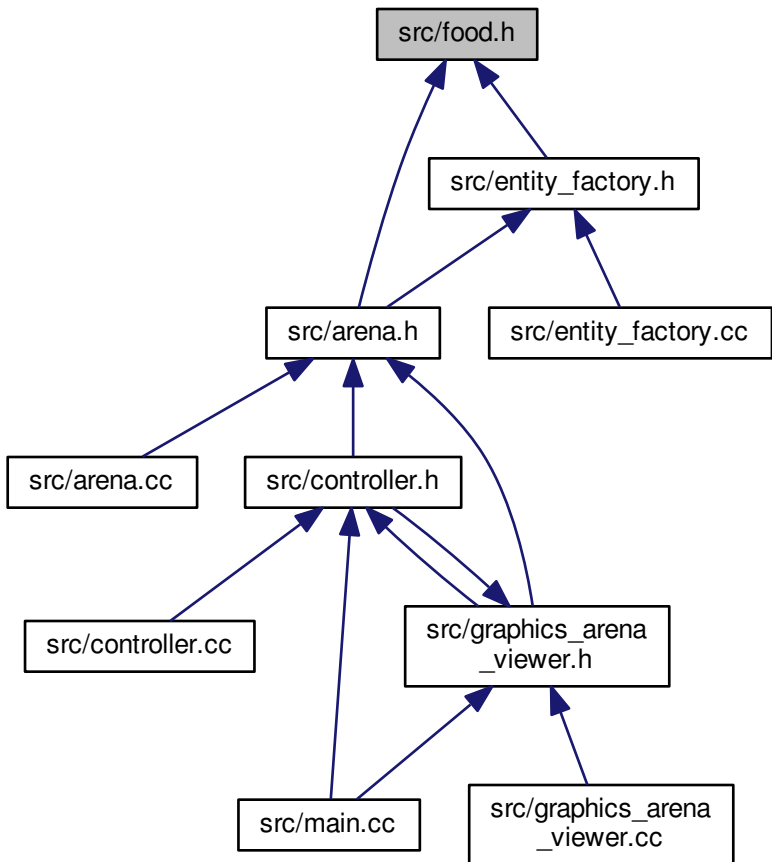 src/food.h
src/entity_factory.h
src/arena.h
src/entity_factory.cc
src/arena.cc
src/controller.h
src/controller.cc
src/graphics_arena
_viewer.h
src/main.cc
src/graphics_arena
_viewer.cc